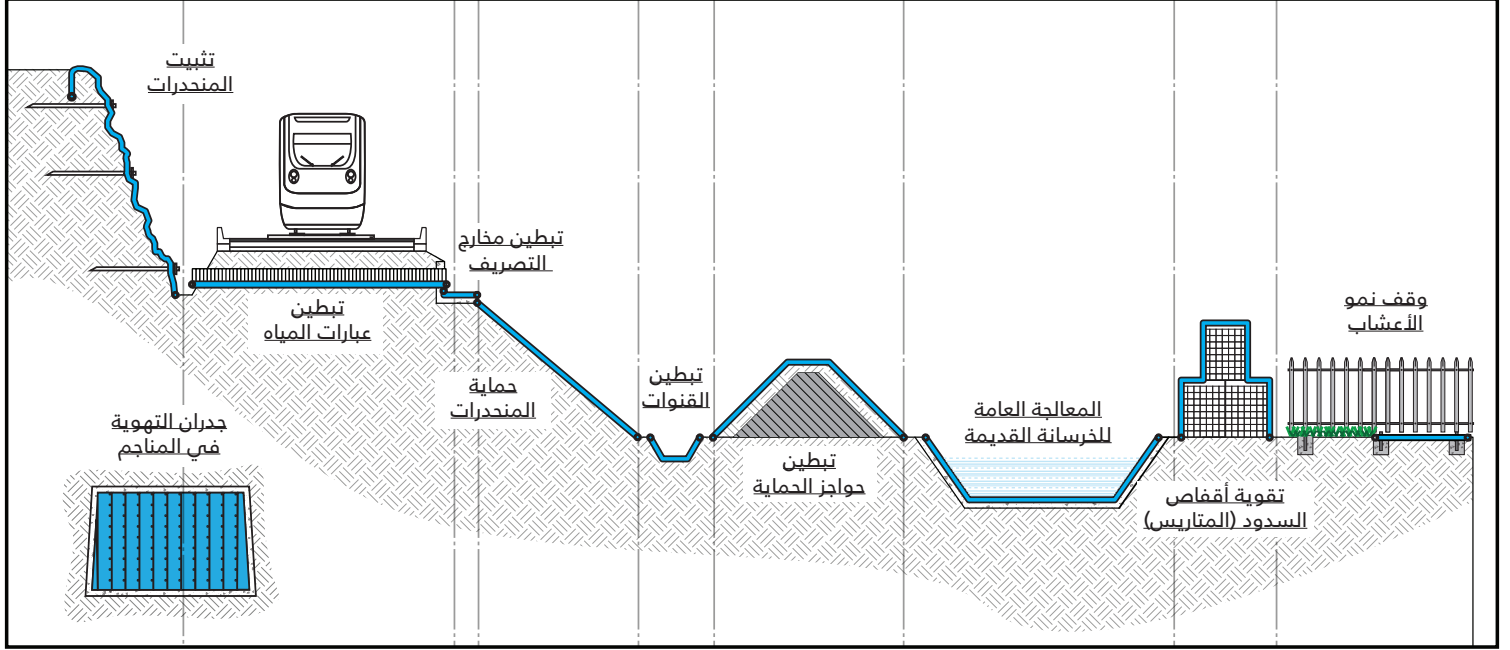 تثبيت
المنحدرات
تبطين مخارج
التصريف
تبطين
عبارات المياه
حماية
المنحدرات
تبطين
القنوات
تبطين
حواجز الحماية
المعالجة العامة
للخرسانة القديمة
تقوية أقفاص
السدود (المتاريس)
وقف نمو
الأعشاب
جدران التهوية
في المناجم